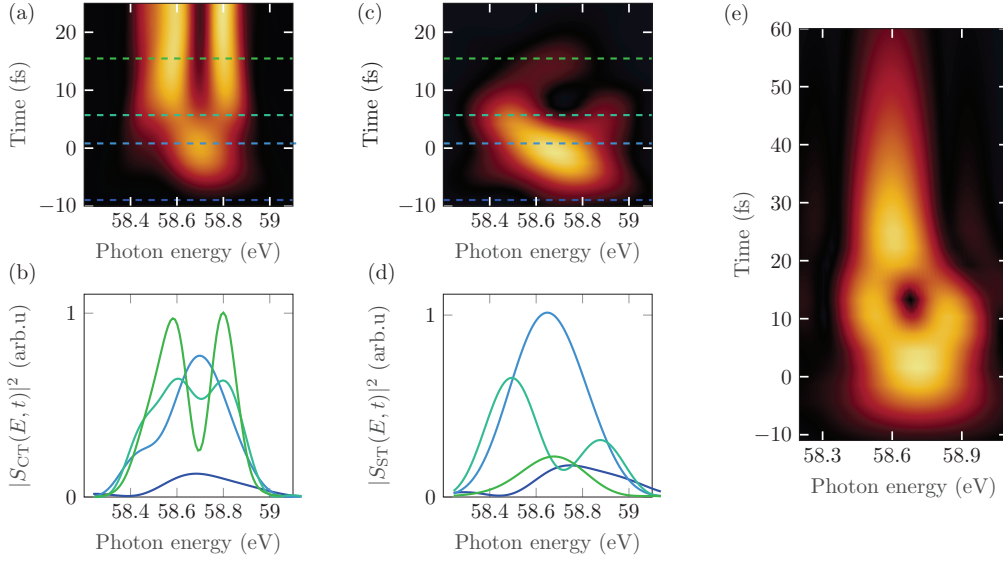 (a)
Time (fs)
20
10
0
−10
58.4 58.6 58.8 59
Photon energy (eV)
(b)
|S_CT(E, t)|² (arb.u)
1
0
58.4 58.6 58.8 59
Photon energy (eV)
(c)
Time (fs)
20
10
0
−10
58.4 58.6 58.8 59
Photon energy (eV)
(d)
|S_ST(E, t)|² (arb.u)
1
0
58.4 58.6 58.8 59
Photon energy (eV)
(e)
Time (fs)
60
50
40
30
20
10
0
−10
58.3 58.6 58.9
Photon energy (eV)